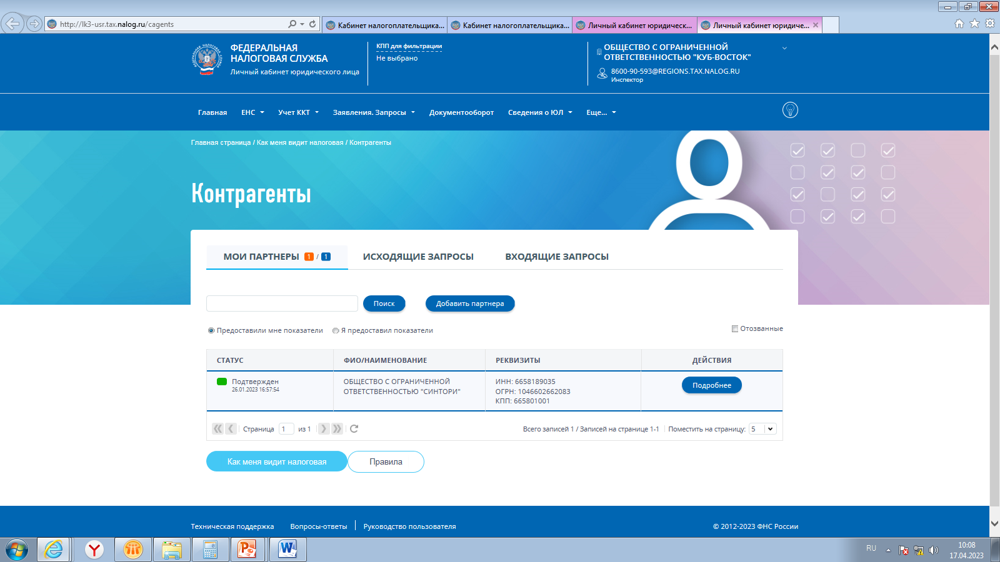 http://lk3-usr.tax.nalog.ru/cagents
Кабинет налогоплательщика...
Кабинет налогоплательщика...
Личный кабинет юридическ...
Личный кабинет юридиче...
ФЕДЕРАЛЬНАЯ
НАЛОГОВАЯ СЛУЖБА
Личный кабинет юридического лица
КПП для фильтрации
Не выбрано
ОБЩЕСТВО С ОГРАНИЧЕННОЙ
ОТВЕТСТВЕННОСТЬЮ "КУБ-ВОСТОК"
8600-90-593@REGIONS.TAX.NALOG.RU
Инспектор
Главная ЕНС Учет ККТ Заявления. Запросы Документооборот Сведения о ЮЛ Еще...
Главная страница / Как меня видит налоговая / Контрагенты
Контрагенты
МОИ ПАРТНЕРЫ 1 / 1 ИСХОДЯЩИЕ ЗАПРОСЫ ВХОДЯЩИЕ ЗАПРОСЫ
Поиск Добавить партнера
Предоставили мне показатели Я предоставил показатели Отозванные
СТАТУС ФИО/НАИМЕНОВАНИЕ РЕКВИЗИТЫ ДЕЙСТВИЯ
Подтвержден
26.01.2023 16:57:54
ОБЩЕСТВО С ОГРАНИЧЕННОЙ
ОТВЕТСТВЕННОСТЬЮ "СИНТОРИ"
ИНН: 6658189035
ОГРН: 1046602662083
КПП: 665801001
Подробнее
Страница 1 из 1 Всего записей 1 / Записей на странице 1-1 Поместить на страницу: 5
Как меня видит налоговая Правила
Техническая поддержка Вопросы-ответы Руководство пользователя © 2012-2023 ФНС России
RU 10:08
17.04.2023